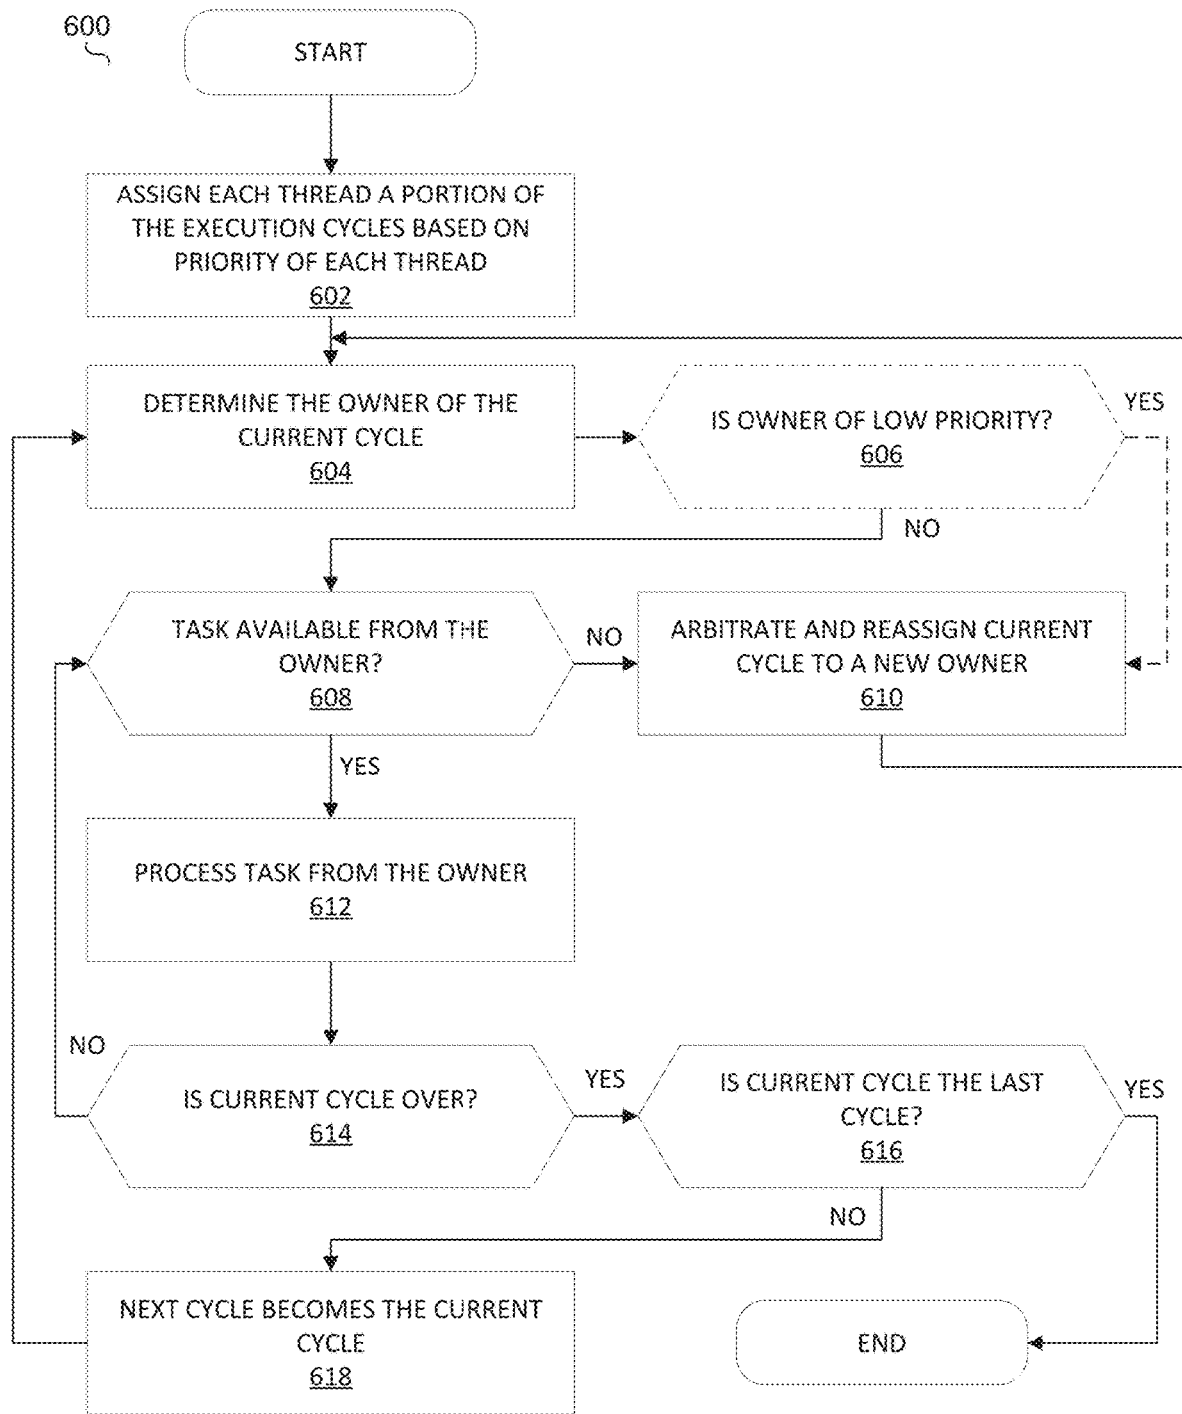 600
START
ASSIGN EACH THREAD A PORTION OF
THE EXECUTION CYCLES BASED ON
PRIORITY OF EACH THREAD
602
DETERMINE THE OWNER OF THE
CURRENT CYCLE
604
IS OWNER OF LOW PRIORITY?
606
YES
NO
TASK AVAILABLE FROM THE
OWNER?
608
NO
ARBITRATE AND REASSIGN CURRENT
CYCLE TO A NEW OWNER
610
YES
PROCESS TASK FROM THE OWNER
612
NO
IS CURRENT CYCLE OVER?
614
YES
IS CURRENT CYCLE THE LAST
CYCLE?
616
YES
NO
NEXT CYCLE BECOMES THE CURRENT
CYCLE
618
END